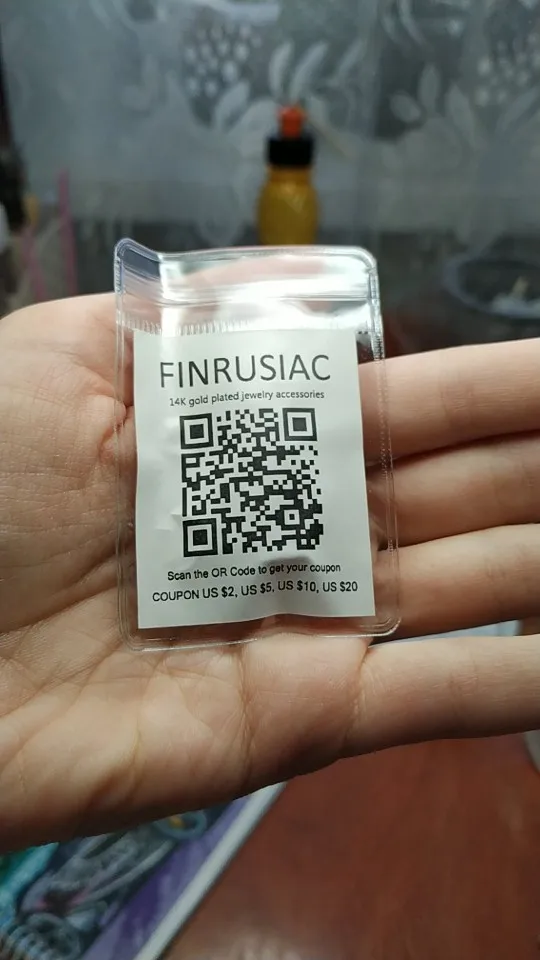 FINRUSIAC
14K gold plated jewelry accessories
Scan the OR Code to get your coupon
COUPON US $2, US $5, US $10, US $20